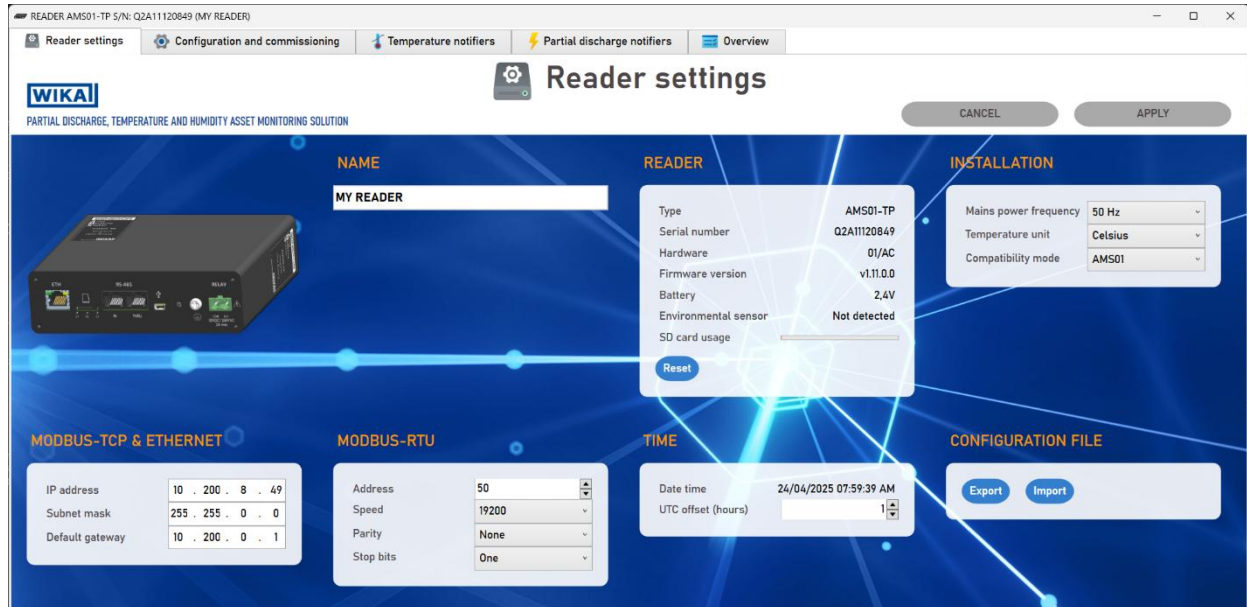 READER AMS01-TP S/N: Q2A11120849 (MY READER)
Reader settings
Configuration and commissioning
Temperature notifiers
Partial discharge notifiers
Overview
Reader settings
WIKA
PARTIAL DISCHARGE, TEMPERATURE AND HUMIDITY ASSET MONITORING SOLUTION
CANCEL
APPLY
NAME
MY READER
ETH
RS-485
RELAY
READER
Type AMS01-TP
Serial number Q2A11120849
Hardware 01/AC
Firmware version v1.11.0.0
Battery 2,4V
Environmental sensor Not detected
SD card usage
Reset
INSTALLATION
Mains power frequency 50 Hz
Temperature unit Celsius
Compatibility mode AMS01
MODBUS-TCP & ETHERNET
IP address 10 . 200 . 8 . 49
Subnet mask 255 . 255 . 0 . 0
Default gateway 10 . 200 . 0 . 1
MODBUS-RTU
Address 50
Speed 19200
Parity None
Stop bits One
TIME
Date time 24/04/2025 07:59:39 AM
UTC offset (hours) 1
CONFIGURATION FILE
Export
Import